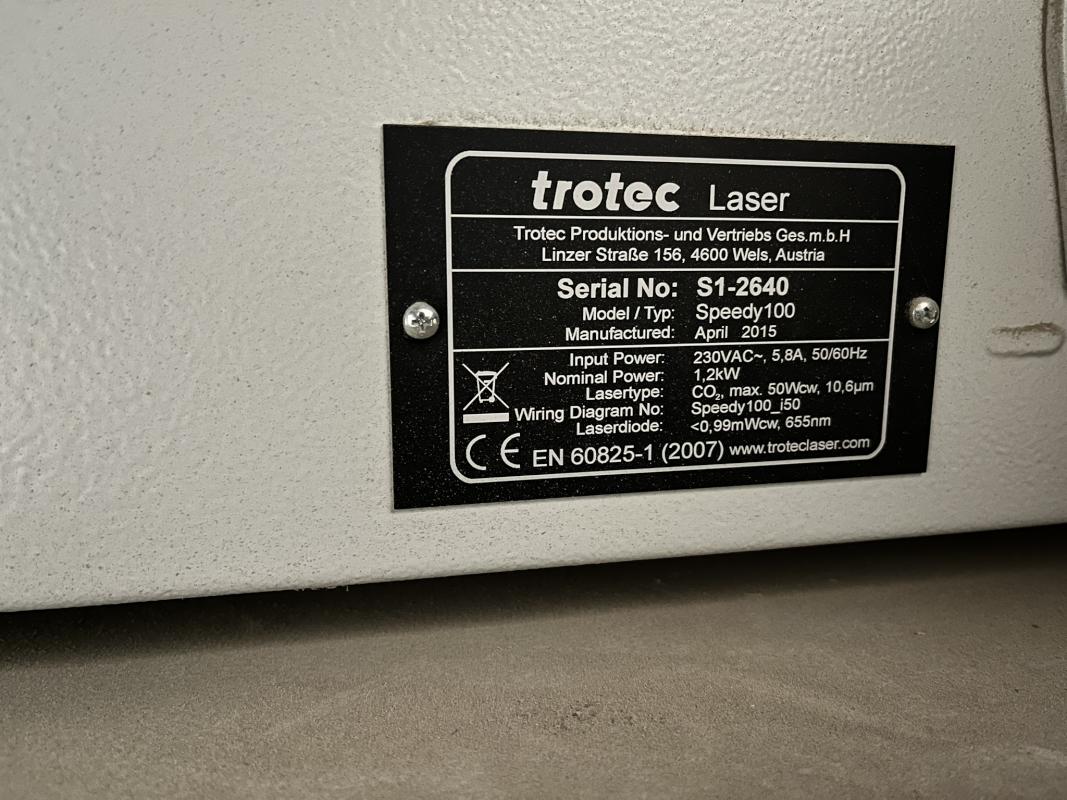 trotec Laser
Trotec Produktions- und Vertriebs Ges.m.b.H
Linzer Straße 156, 4600 Wels, Austria
Serial No: S1-2640
Model / Typ: Speedy100
Manufactured: April 2015
Input Power: 230VAC~, 5,8A, 50/60Hz
Nominal Power: 1,2kW
Lasertype: CO₂, max. 50Wcw, 10,6µm
Wiring Diagram No: Speedy100_i50
Laserdiode: <0,99mWcw, 655nm
CE EN 60825-1 (2007) www.troteclaser.com